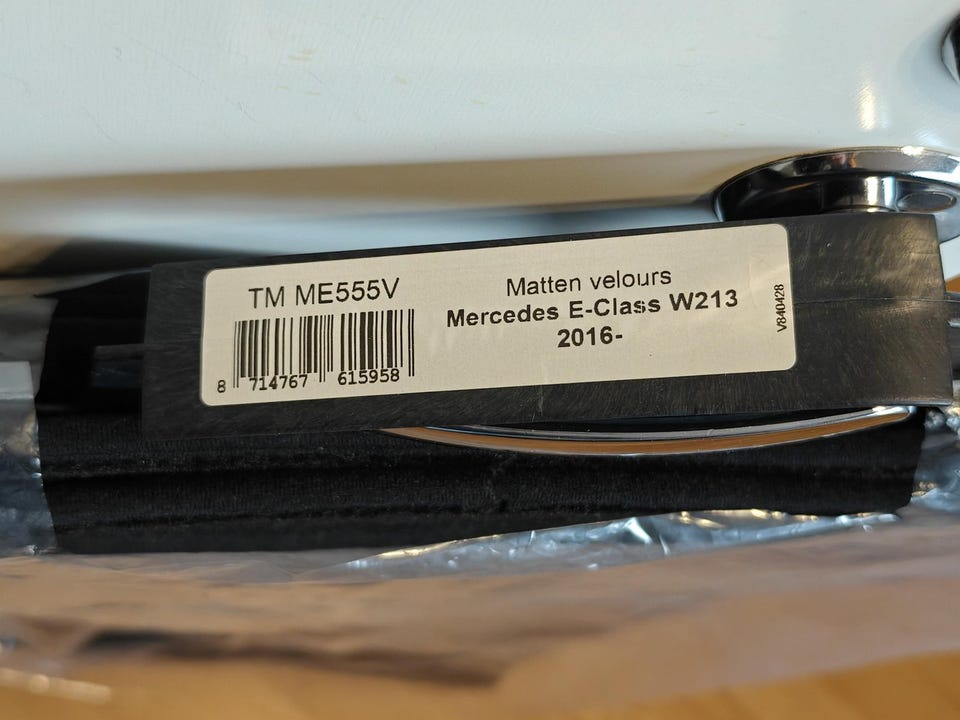 TM ME555V
8 714767 615958
Matten velours
Mercedes E-Class W213
2016-
V840428